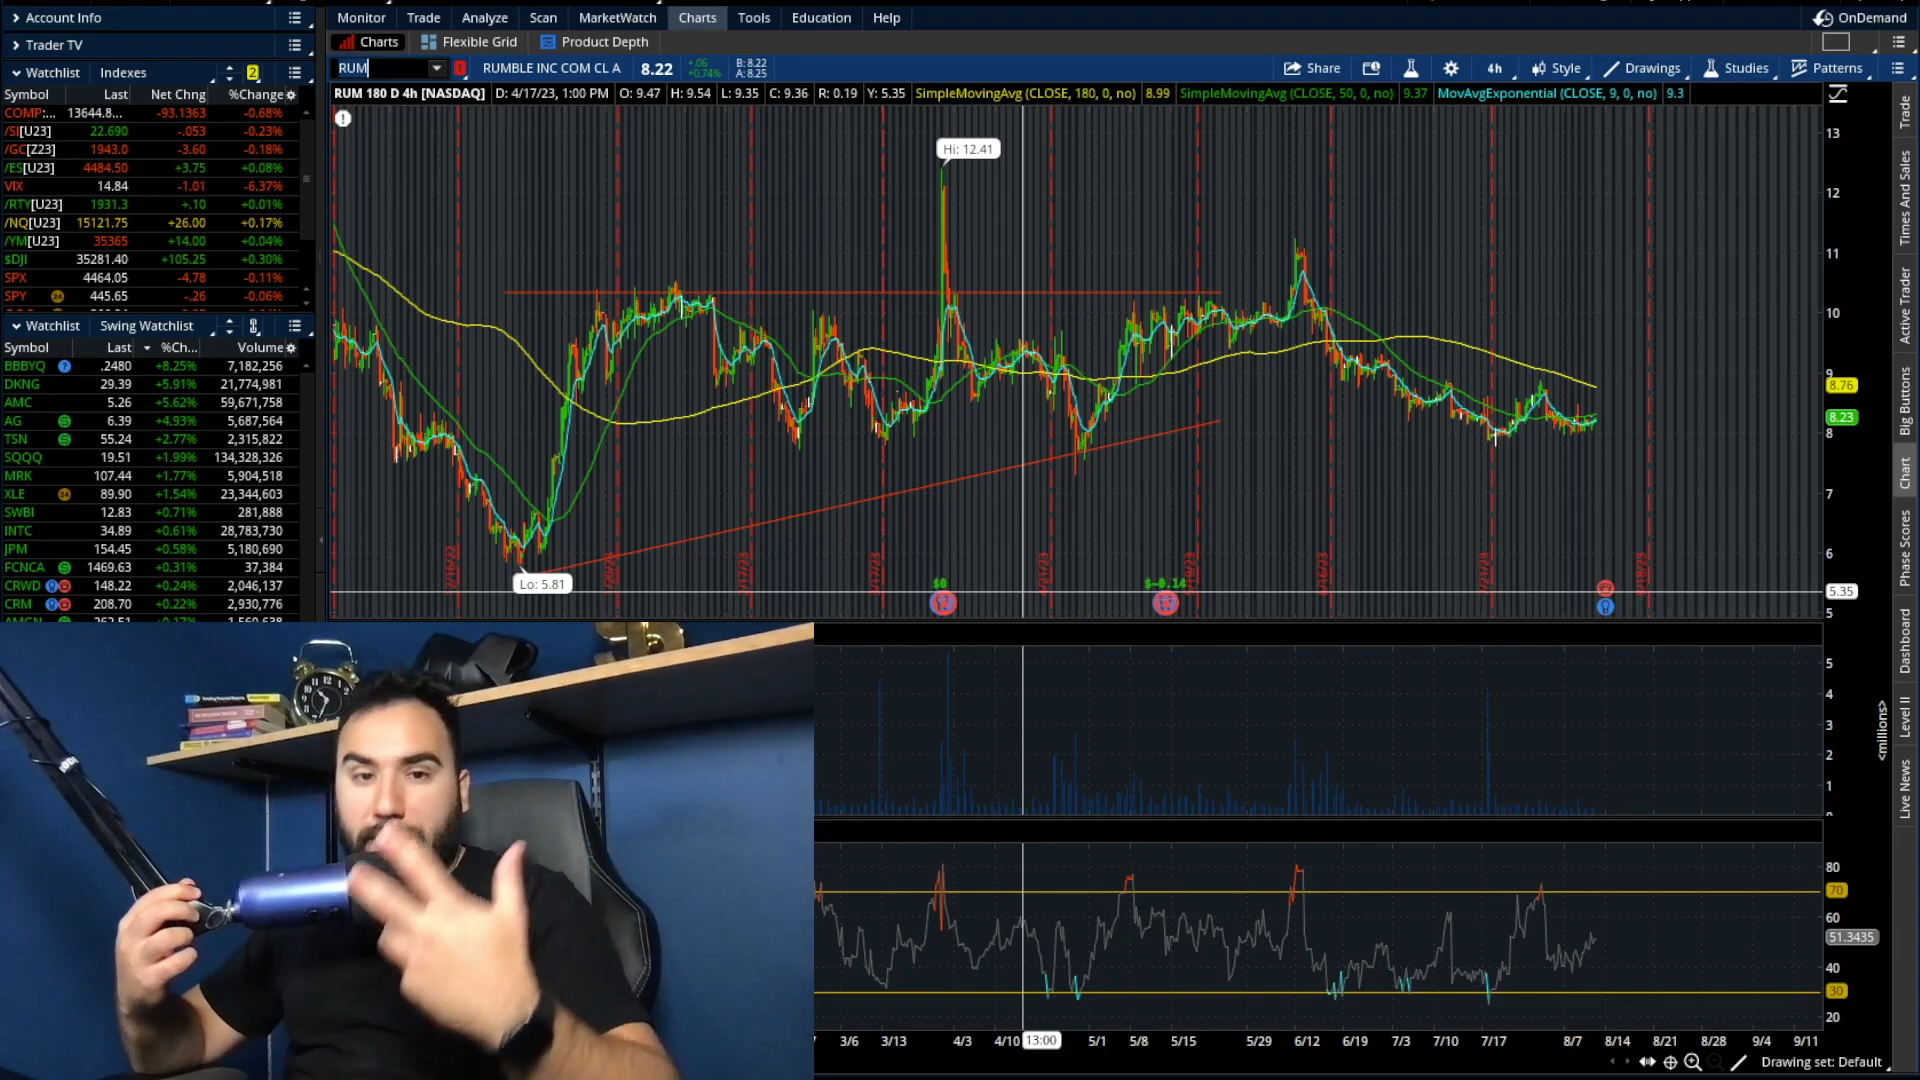 Account Info
Trader TV
Watchlist Indexes 2
Symbol Last Net Chng %Change
COMP:... 13644.8... -93.1363 -0.68%
/SI[U23] 22.690 -.053 -0.23%
/GC[Z23] 1943.0 -3.60 -0.18%
/ES[U23] 4484.50 +3.75 +0.08%
VIX 14.84 -1.01 -6.37%
/RTY[U23] 1931.3 +.10 +0.01%
/NQ[U23] 15121.75 +26.00 +0.17%
/YM[U23] 35365 +14.00 +0.04%
$DJI 35281.40 +105.25 +0.30%
SPX 4464.05 -4.78 -0.11%
SPY 24 445.65 -.26 -0.06%
Watchlist Swing Watchlist
Symbol Last %Ch... Volume
BBBYQ .2480 +8.25% 7,182,256
DKNG 29.39 +5.91% 21,774,981
AMC 5.26 +5.62% 59,671,758
AG 6.39 +4.93% 5,687,564
TSN 55.24 +2.77% 2,315,822
SQQQ 19.51 +1.99% 134,328,326
MRK 107.44 +1.77% 5,904,518
XLE 24 89.90 +1.54% 23,344,603
SWBI 12.83 +0.71% 281,888
INTC 34.89 +0.61% 28,783,730
JPM 154.45 +0.58% 5,180,690
FCNCA 1469.63 +0.31% 37,384
CRWD 148.22 +0.24% 2,046,137
CRM 208.70 +0.22% 2,930,776
Monitor Trade Analyze Scan MarketWatch Charts Tools Education Help
OnDemand
Charts Flexible Grid Product Depth
RUM RUMBLE INC COM CL A 8.22 +.06 +0.74% B: 8.22 A: 8.25
Share 4h Style Drawings Studies Patterns
RUM 180 D 4h [NASDAQ] D: 4/17/23, 1:00 PM O: 9.47 H: 9.54 L: 9.35 C: 9.36 R: 0.19 Y: 5.35 SimpleMovingAvg (CLOSE, 180, 0, no) 8.99 SimpleMovingAvg (CLOSE, 50, 0, no) 9.37 MovAvgExponential (CLOSE, 9, 0, no) 9.3
Hi: 12.41
Lo: 5.81
$0
$-0.14
13
12
11
10
9
8.76
8.23
8
7
6
5.35
5
5
4
3
2
1
<millions>
80
70
60
51.3435
40
30
20
3/6 3/13 4/3 4/10 13:00 5/1 5/8 5/15 5/29 6/12 6/19 7/3 7/10 7/17 8/7 8/14 8/21 8/28 9/4 9/11
Drawing set: Default
Trade
Times And Sales
Active Trader
Big Buttons
Chart
Phase Scores
Dashboard
Level II
Live News